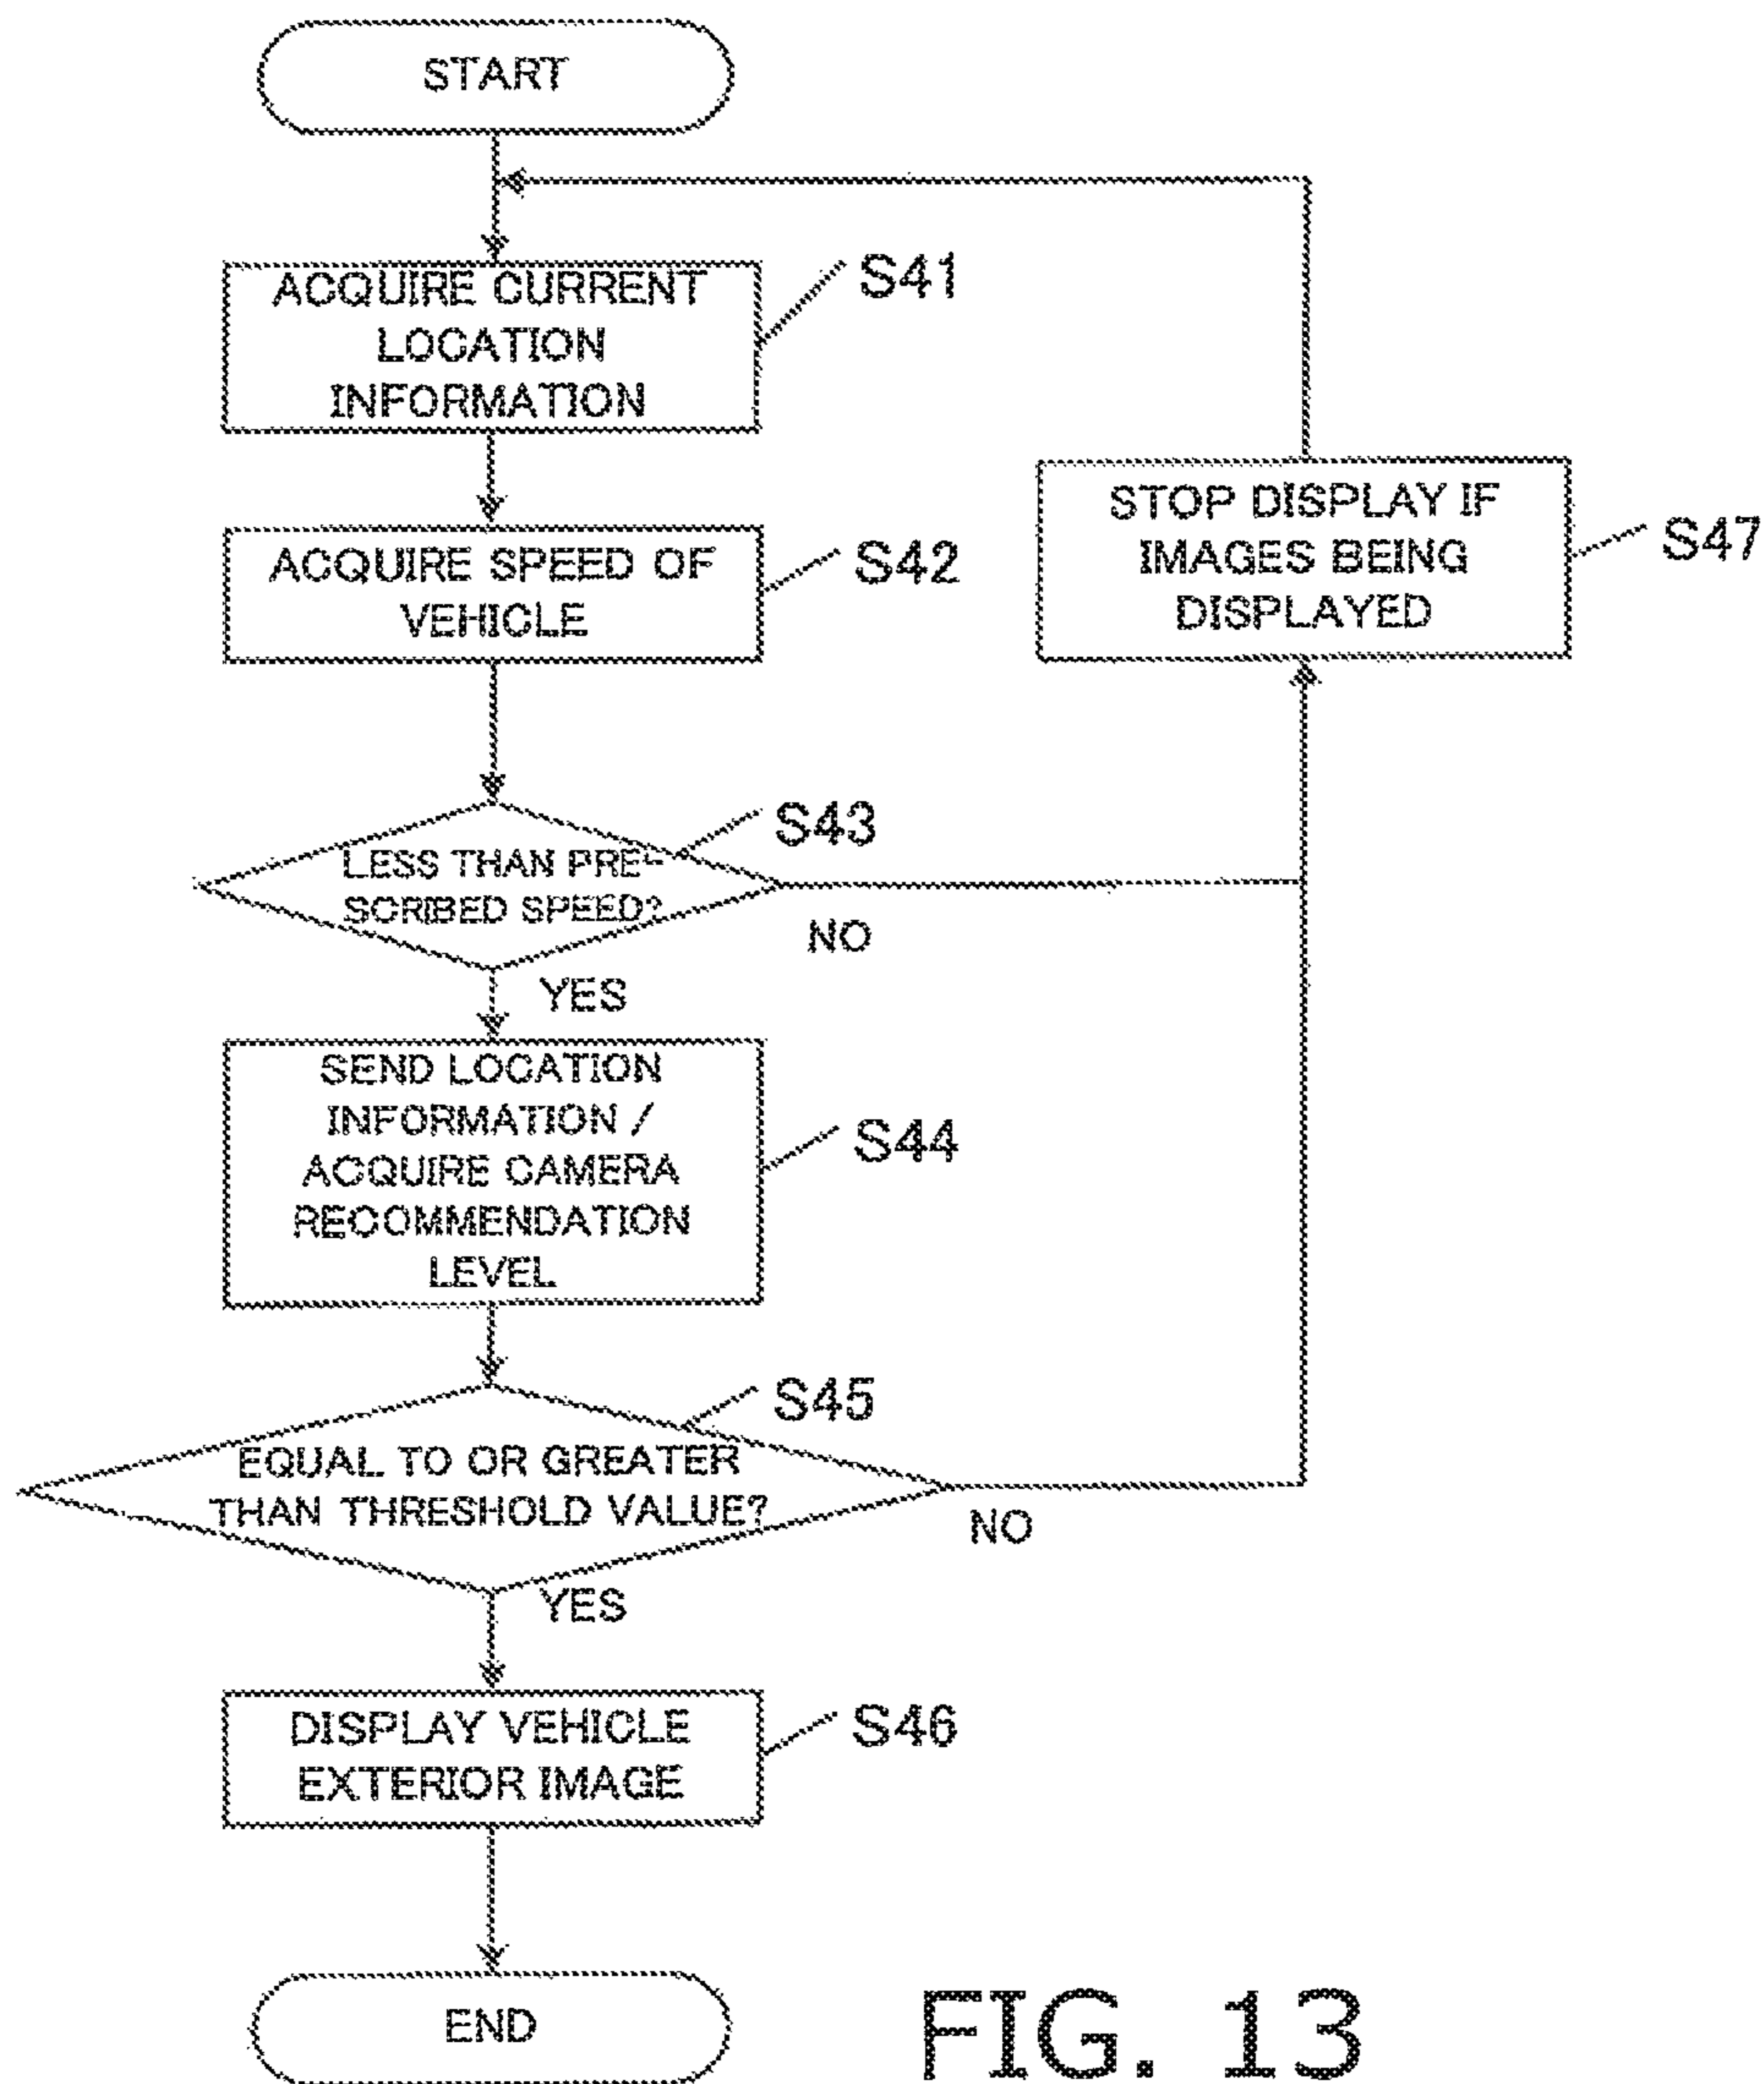 START
ACQUIRE CURRENT
LOCATION
INFORMATION
S41
ACQUIRE SPEED OF
VEHICLE
S42
STOP DISPLAY IF
IMAGES BEING
DISPLAYED
S47
LESS THAN PRE-
SCRIBED SPEED?
S43
NO
YES
SEND LOCATION
INFORMATION /
ACQUIRE CAMERA
RECOMMENDATION
LEVEL
S44
EQUAL TO OR GREATER
THAN THRESHOLD VALUE?
S45
NO
YES
DISPLAY VEHICLE
EXTERIOR IMAGE
S46
END
FIG. 13